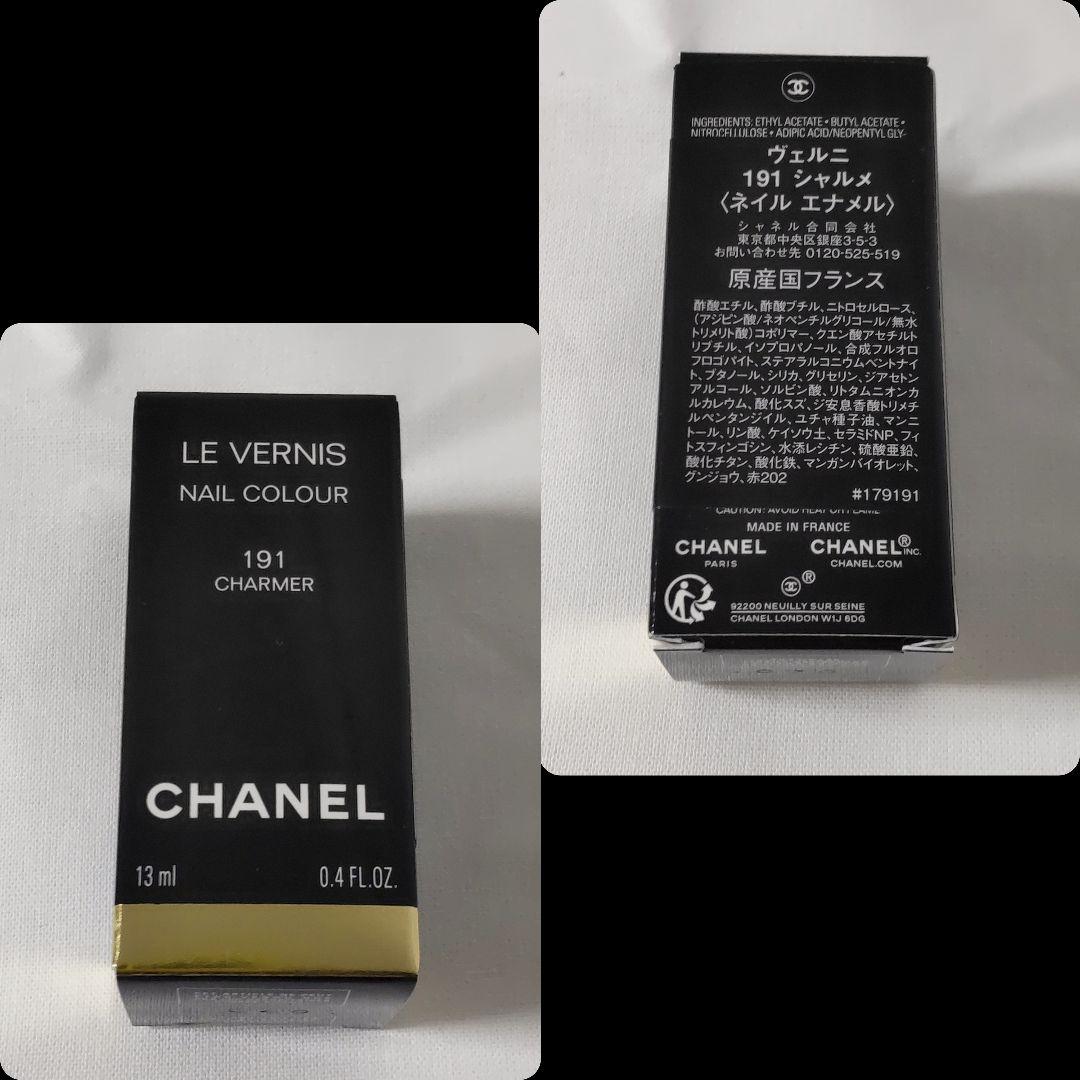 LE VERNIS
NAIL COLOUR
191
CHARMER
CHANEL
13 ml 0.4 FL.OZ.
INGREDIENTS: ETHYL ACETATE • BUTYL ACETATE •
NITROCELLULOSE • ADIPIC ACID/NEOPENTYL GLY-
ヴェルニ
191 シャルメ
〈ネイル エナメル〉
シャネル合同会社
東京都中央区銀座3-5-3
お問い合わせ先 0120-525-519
原産国フランス
酢酸エチル、酢酸ブチル、ニトロセルロース、
(アジピン酸/ネオペンチルグリコール/無水
トリメリト酸)コポリマー、クエン酸アセチルト
リブチル、イソプロパノール、合成フルオロ
フロゴパイト、ステアラルコニウムベントナイ
ト、ブタノール、シリカ、グリセリン、ジアセトン
アルコール、ソルビン酸、リトタムニオンカ
ルカレウム、酸化スズ、ジ安息香酸トリメチ
ルペンタンジイル、ユチャ種子油、マンニ
トール、リン酸、ケイソウ土、セラミドNP、フィ
トスフィンゴシン、水添レシチン、硫酸亜鉛、
酸化チタン、酸化鉄、マンガンバイオレット、
グンジョウ、赤202
#179191
CAUTION: AVOID HEAT OR FLAME
MADE IN FRANCE
CHANEL CHANEL® INC.
PARIS CHANEL.COM
®
92200 NEUILLY SUR SEINE
CHANEL LONDON W1J 6DG